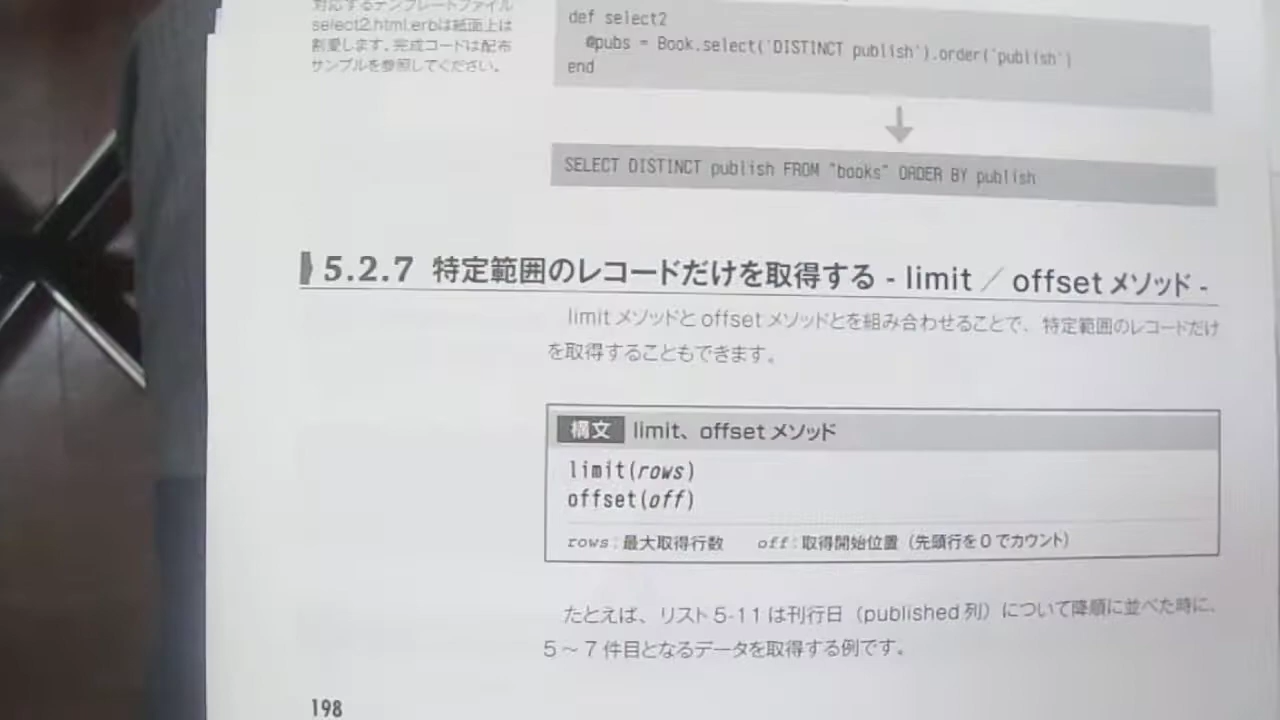 対応するテンプレートファイル
select2.html.erbは紙面上は
割愛します。完成コードは配布
サンプルを参照してください。
def select2
@pubs = Book.select('DISTINCT publish').order('publish')
end
SELECT DISTINCT publish FROM "books" ORDER BY publish
5.2.7 特定範囲のレコードだけを取得する - limit ／ offset メソッド -
limit メソッドと offset メソッドとを組み合わせることで、特定範囲のレコードだけ
を取得することもできます。
構文 limit、offset メソッド
limit(rows)
offset(off)
rows：最大取得行数 off：取得開始位置（先頭行を0でカウント）
たとえば、リスト 5-11 は刊行日（published 列）について降順に並べた時に、
5～7 件目となるデータを取得する例です。
198